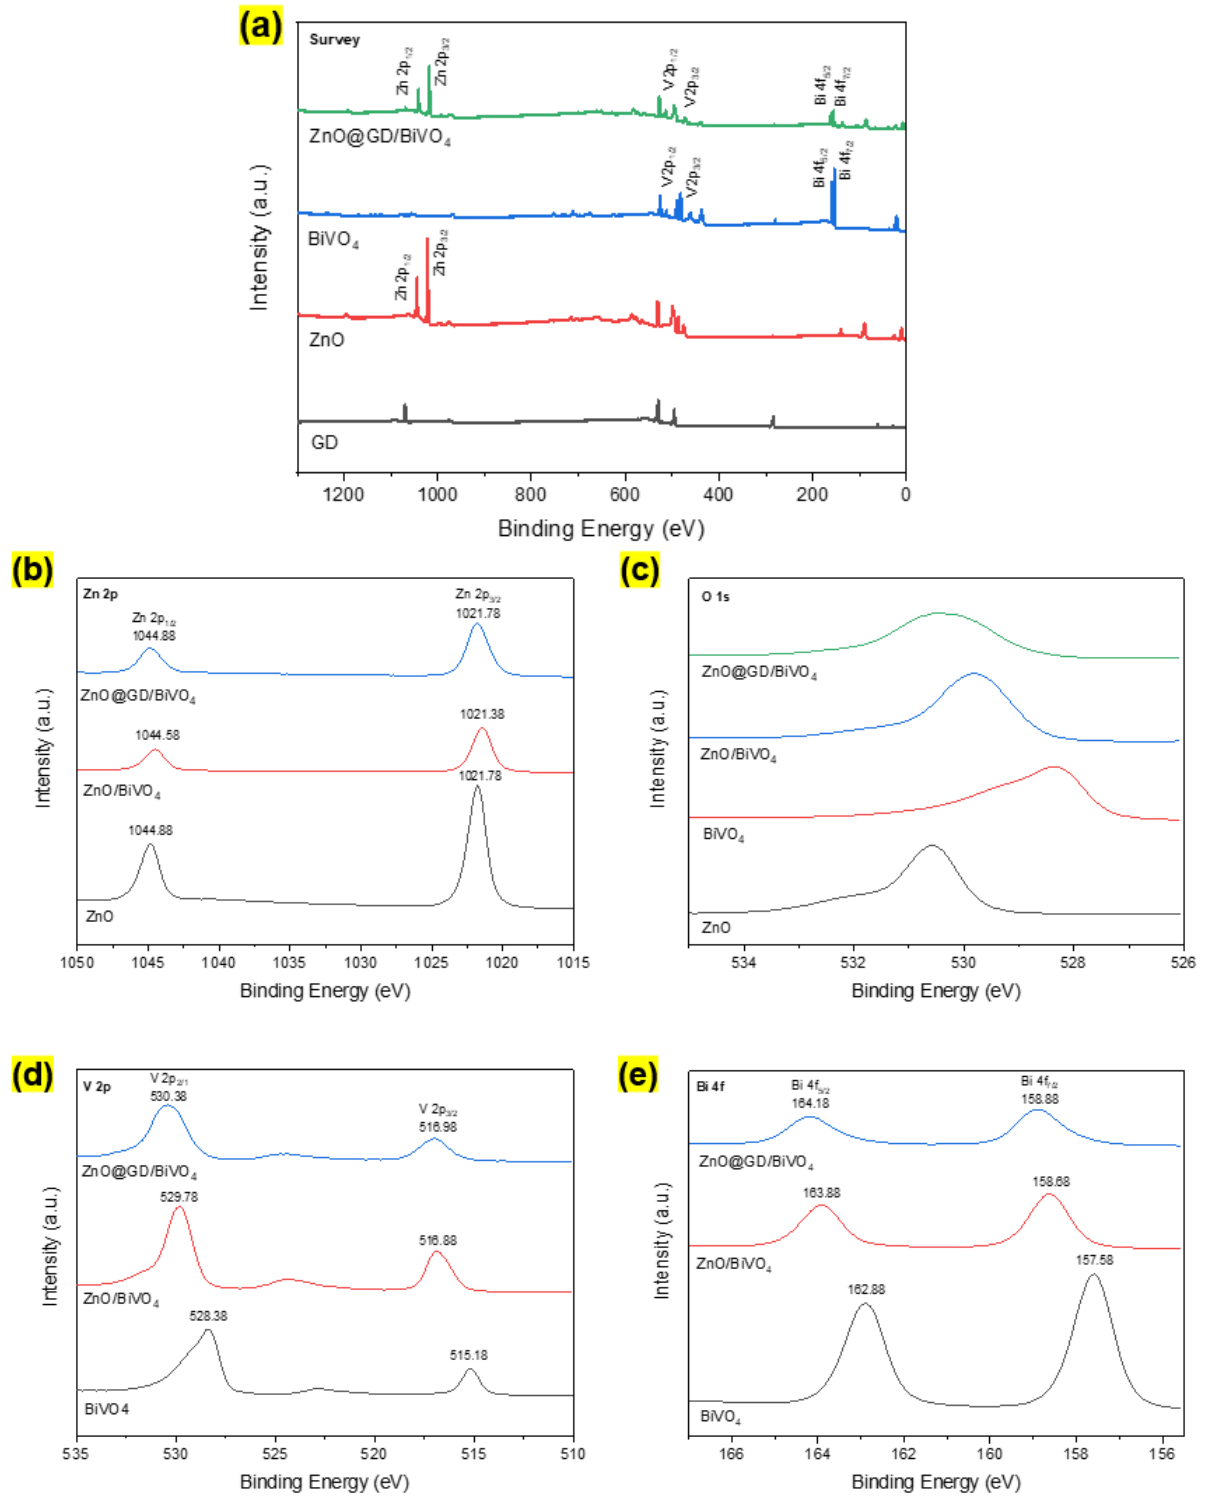 (a)
Survey
Zn 2p1/2
Zn 2p3/2
V2p1/2
V2p3/2
Bi 4f5/2
Bi 4f7/2
ZnO@GD/BiVO4
V2p1/2
V2p3/2
Bi 4f5/2
Bi 4f7/2
BiVO4
Zn 2p1/2
Zn 2p3/2
ZnO
GD
Intensity (a.u.)
1200 1000 800 600 400 200 0
Binding Energy (eV)
(b)
Zn 2p
Zn 2p1/2
1044.88
Zn 2p3/2
1021.78
ZnO@GD/BiVO4
1044.58
1021.38
ZnO/BiVO4
1044.88
1021.78
ZnO
Intensity (a.u.)
1050 1045 1040 1035 1030 1025 1020 1015
Binding Energy (eV)
(c)
O 1s
ZnO@GD/BiVO4
ZnO/BiVO4
BiVO4
ZnO
Intensity (a.u.)
534 532 530 528 526
Binding Energy (eV)
(d)
V 2p
V 2p2/1
530.38
V 2p3/2
516.98
ZnO@GD/BiVO4
529.78
516.88
ZnO/BiVO4
528.38
515.18
BiVO4
Intensity (a.u.)
535 530 525 520 515 510
Binding Energy (eV)
(e)
Bi 4f
Bi 4f5/2
164.18
Bi 4f7/2
158.88
ZnO@GD/BiVO4
163.88
158.68
ZnO/BiVO4
162.88
157.58
BiVO4
Intensity (a.u.)
166 164 162 160 158 156
Binding Energy (eV)